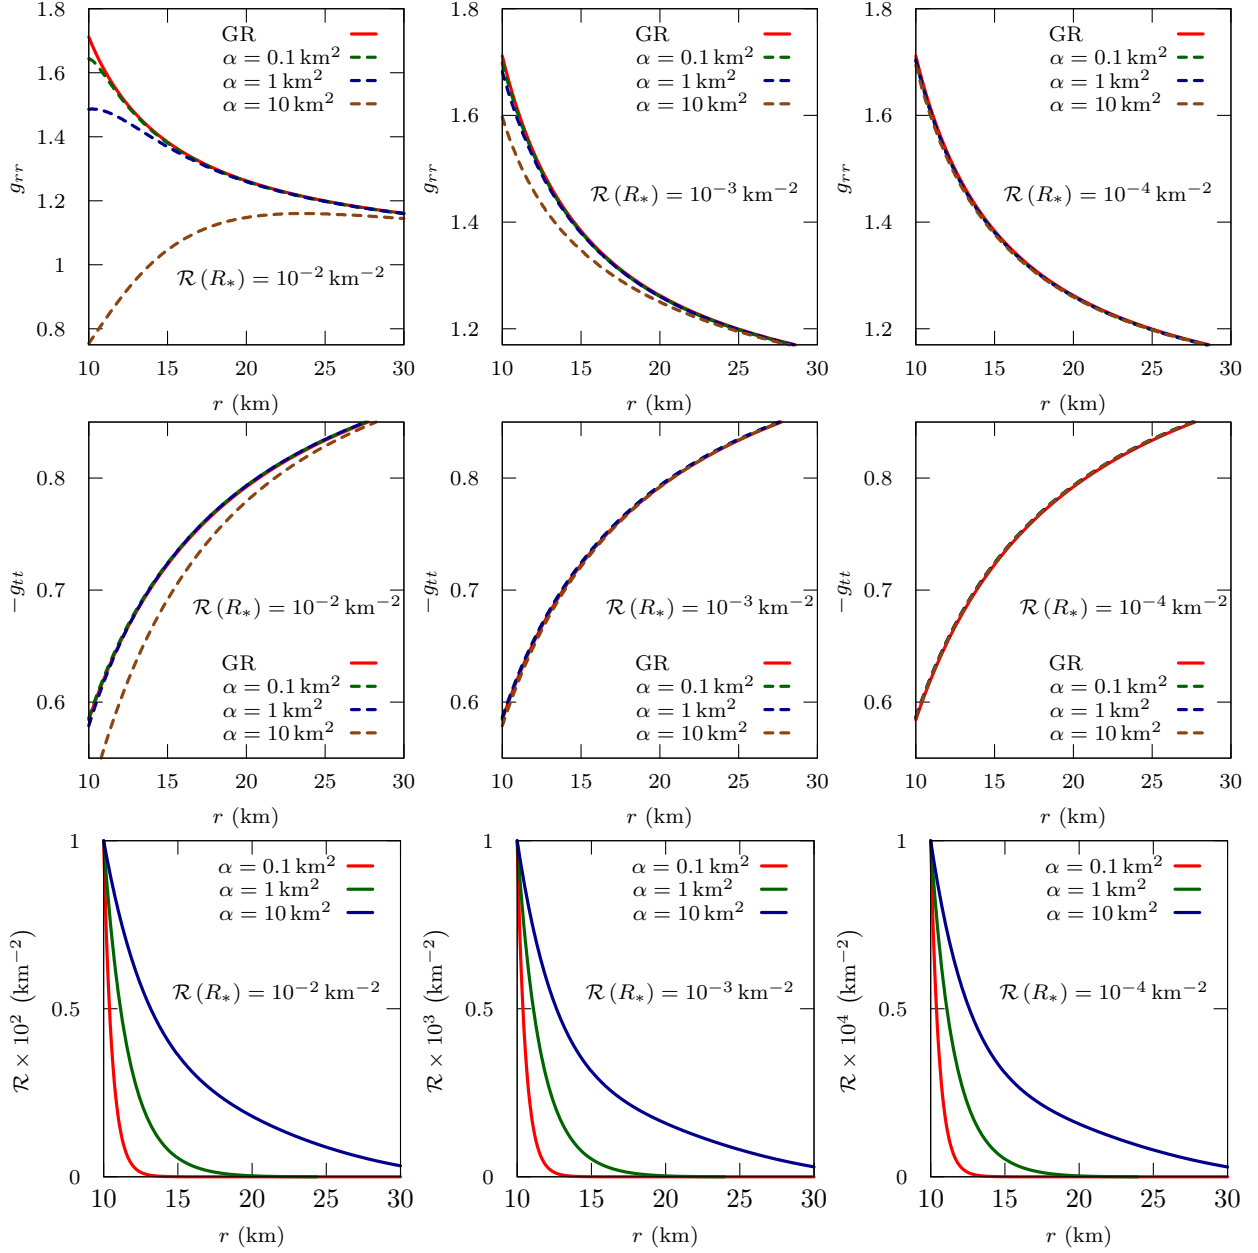 1.8
1.6
1.4
1.2
1
0.8
g_rr
GR
α = 0.1 km²
α = 1 km²
α = 10 km²
ℛ (R_*) = 10⁻² km⁻²
10 15 20 25 30
r (km)
1.8
1.6
1.4
1.2
g_rr
GR
α = 0.1 km²
α = 1 km²
α = 10 km²
ℛ (R_*) = 10⁻³ km⁻²
10 15 20 25 30
r (km)
1.8
1.6
1.4
1.2
g_rr
GR
α = 0.1 km²
α = 1 km²
α = 10 km²
ℛ (R_*) = 10⁻⁴ km⁻²
10 15 20 25 30
r (km)
0.8
0.7
0.6
−g_tt
ℛ (R_*) = 10⁻² km⁻²
GR
α = 0.1 km²
α = 1 km²
α = 10 km²
10 15 20 25 30
r (km)
0.8
0.7
0.6
−g_tt
ℛ (R_*) = 10⁻³ km⁻²
GR
α = 0.1 km²
α = 1 km²
α = 10 km²
10 15 20 25 30
r (km)
0.8
0.7
0.6
−g_tt
ℛ (R_*) = 10⁻⁴ km⁻²
GR
α = 0.1 km²
α = 1 km²
α = 10 km²
10 15 20 25 30
r (km)
1
0.5
0
ℛ × 10² (km⁻²)
α = 0.1 km²
α = 1 km²
α = 10 km²
ℛ (R_*) = 10⁻² km⁻²
10 15 20 25 30
r (km)
1
0.5
0
ℛ × 10³ (km⁻²)
α = 0.1 km²
α = 1 km²
α = 10 km²
ℛ (R_*) = 10⁻³ km⁻²
10 15 20 25 30
r (km)
1
0.5
0
ℛ × 10⁴ (km⁻²)
α = 0.1 km²
α = 1 km²
α = 10 km²
ℛ (R_*) = 10⁻⁴ km⁻²
10 15 20 25 30
r (km)